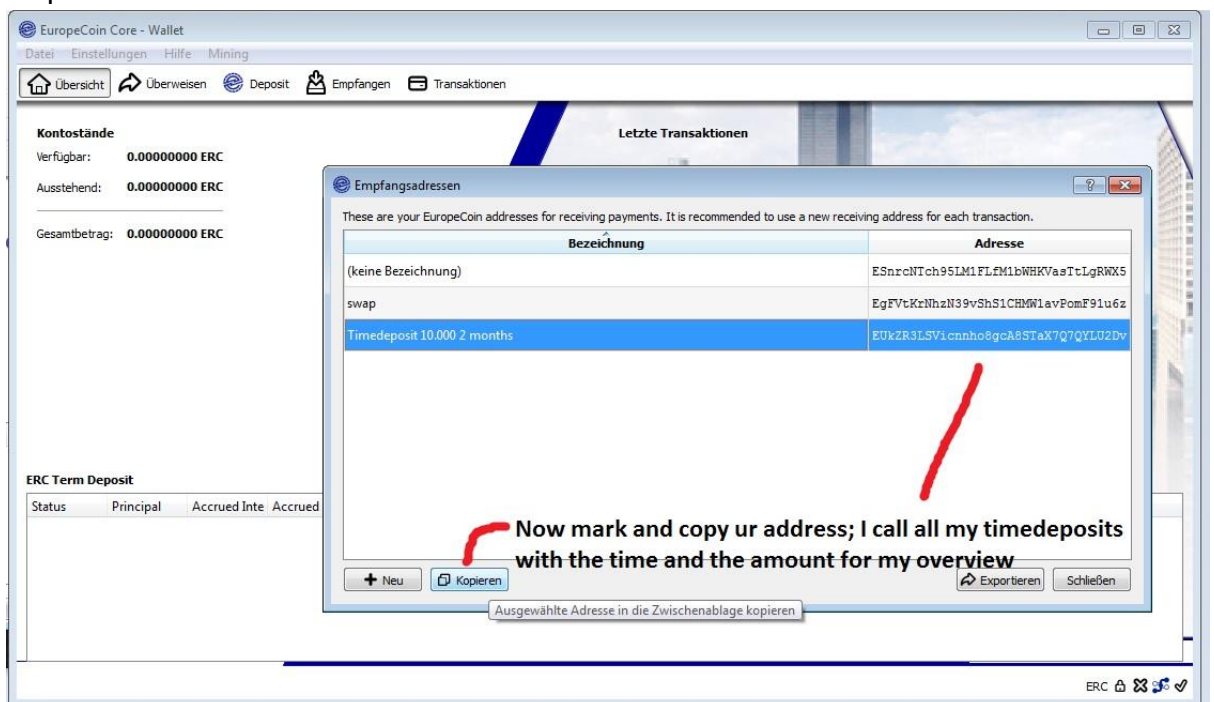 EuropeCoin Core - Wallet
Datei Einstellungen Hilfe Mining
Übersicht Überweisen Deposit Empfangen Transaktionen
Kontostände
Letzte Transaktionen
Verfügbar: 0.00000000 ERC
Ausstehend: 0.00000000 ERC
Gesamtbetrag: 0.00000000 ERC
Empfangsadressen
These are your EuropeCoin addresses for receiving payments. It is recommended to use a new receiving address for each transaction.
Bezeichnung Adresse
(keine Bezeichnung) ESnrcNTch95LM1FLfM1bWHKVasTtLgRWX5
swap EgFVtKrNhzN39vShS1CHMW1avPomF91u6z
Timedeposit 10.000 2 months EUkZR3LSVicnnho8gcA8STaX7Q7QYLU2Dv
ERC Term Deposit
Status Principal Accrued Inte Accrued
Now mark and copy ur address; I call all my timedeposits
with the time and the amount for my overview
Neu Kopieren Exportieren Schließen
Ausgewählte Adresse in die Zwischenablage kopieren
ERC